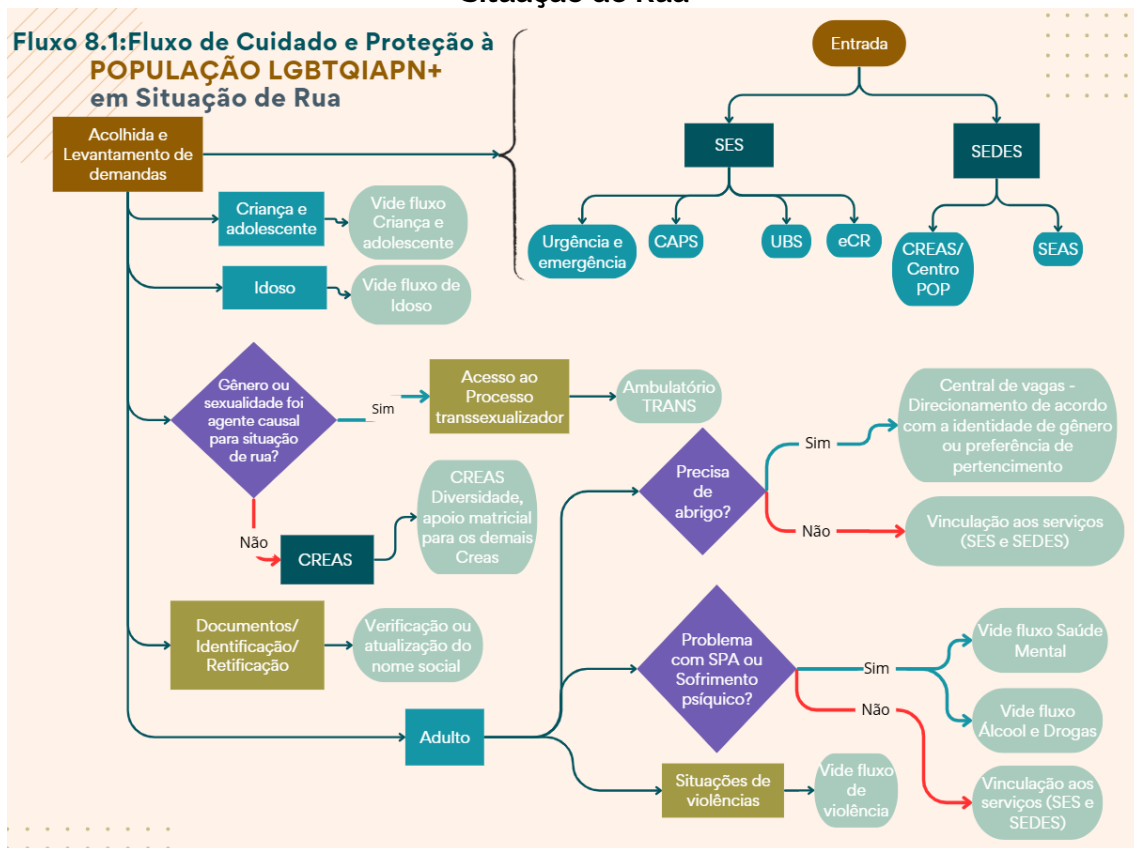 Situação de Rua
Fluxo 8.1:Fluxo de Cuidado e Proteção à
POPULAÇÃO LGBTQIAPN+
em Situação de Rua
Entrada
SES
SEDES
Urgência e
emergência
CAPS
UBS
eCR
CREAS/
Centro
POP
SEAS
Acolhida e
Levantamento de
demandas
Criança e
adolescente
Vide fluxo
Criança e
adolescente
Idoso
Vide fluxo de
Idoso
Gênero ou
sexualidade foi
agente causal
para situação
de rua?
Sim
Acesso ao
Processo
transsexualizador
Ambulatório
TRANS
Não
CREAS
CREAS
Diversidade,
apoio matricial
para os demais
Creas
Documentos/
Identificação/
Retificação
Verificação ou
atualização do
nome social
Adulto
Precisa
de
abrigo?
Sim
Central de vagas -
Direcionamento de acordo
com a identidade de gênero
ou preferência de
pertencimento
Não
Vinculação aos serviços
(SES e SEDES)
Problema
com SPA ou
Sofrimento
psíquico?
Sim
Vide fluxo Saúde
Mental
Vide fluxo
Álcool e Drogas
Não
Vinculação aos
serviços (SES e
SEDES)
Situações de
violências
Vide fluxo
de
violência